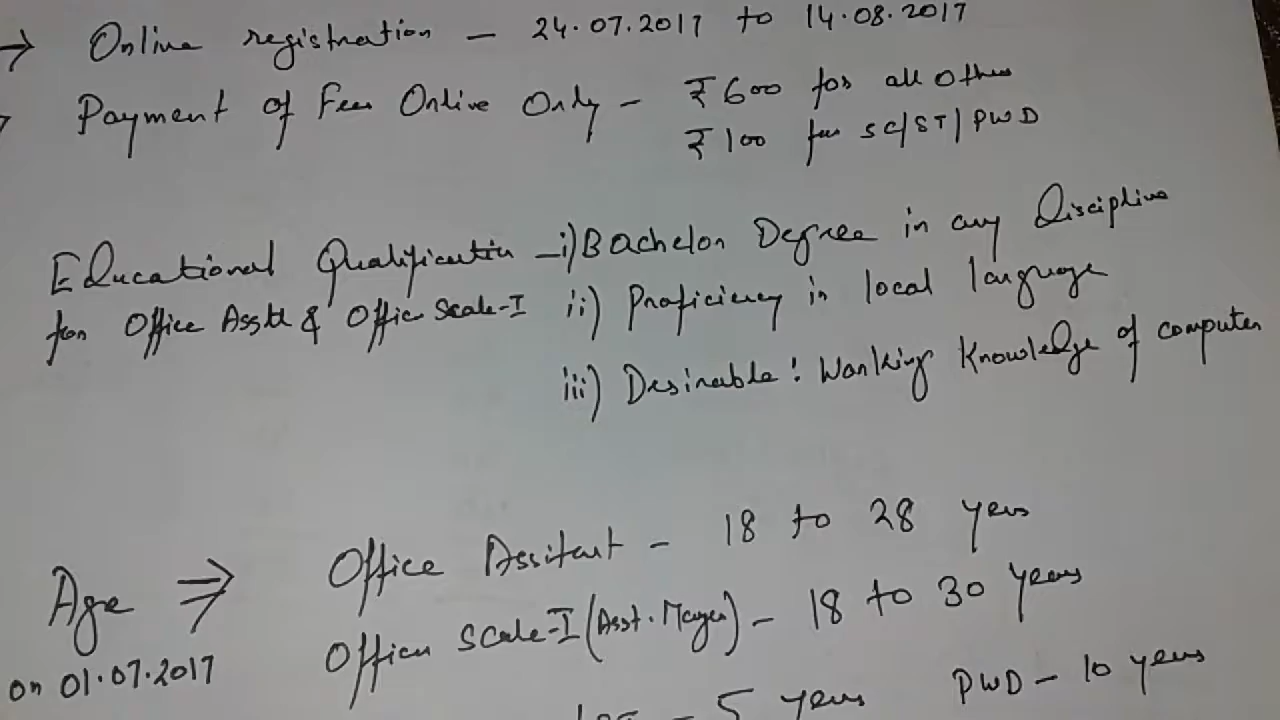 → Online registration – 24.07.2017 to 14.08.2017
Payment of Fees Online Only – ₹600 for all Others
₹100 for SC/ST/PWD
Educational Qualification – i) Bachelor Degree in any Discipline
for Office Asstt & Officer Scale-I ii) Proficiency in local language
iii) Desirable: Working Knowledge of computer
Age ⇒ Office Assitant – 18 to 28 years
on 01.07.2017 Officer Scale-I (Asst. Manger) – 18 to 30 years
– 5 years PWD – 10 years